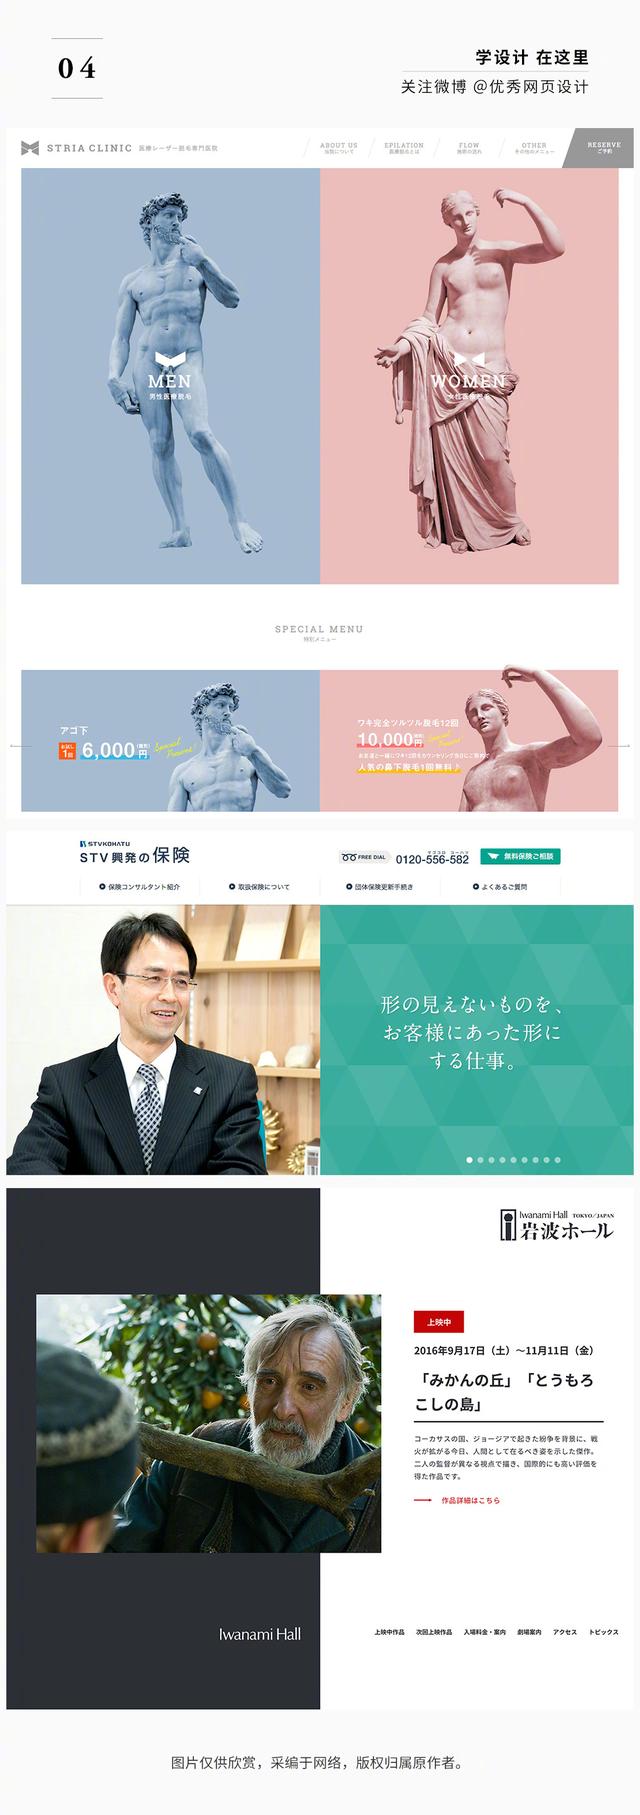 04
学设计 在这里
关注微博 @优秀网页设计
STRIA CLINIC 医療レーザー脱毛専門医院
ABOUT US
当院について
EPILATION
医療脱毛とは
FLOW
施術の流れ
OTHER
その他のメニュー
RESERVE
ご予約
MEN
男性医療脱毛
WOMEN
女性医療脱毛
SPECIAL MENU
特別メニュー
アゴ下
お試し
1回
6,000円
(税別)
Special Present!
ワキ完全ツルツル脱毛12回
10,000円
(税別)
Special Present!
人気の鼻下脱毛1回無料♪
STVKOHATU
STV興発の保険
FREE DIAL
0120-556-582
無料保険ご相談
保険コンサルタント紹介
取扱保険について
団体保険更新手続き
よくあるご質問
形の見えないものを、
お客様にあった形に
する仕事。
Iwanami Hall TOKYO/JAPAN
岩波ホール
上映中
2016年9月17日（土）〜11月11日（金）
「みかんの丘」「とうもろ
こしの島」
コーカサスの国、ジョージアで起きた紛争を背景に、戦
火が拡がる今日、人間として在るべき姿を示した傑作。
二人の監督が異なる視点で描き、国際的にも高い評価を
得た作品です。
作品詳細はこちら
Iwanami Hall
上映中作品 次回上映作品 入場料金・案内 劇場案内 アクセス トピックス
图片仅供欣赏，采编于网络，版权归属原作者。